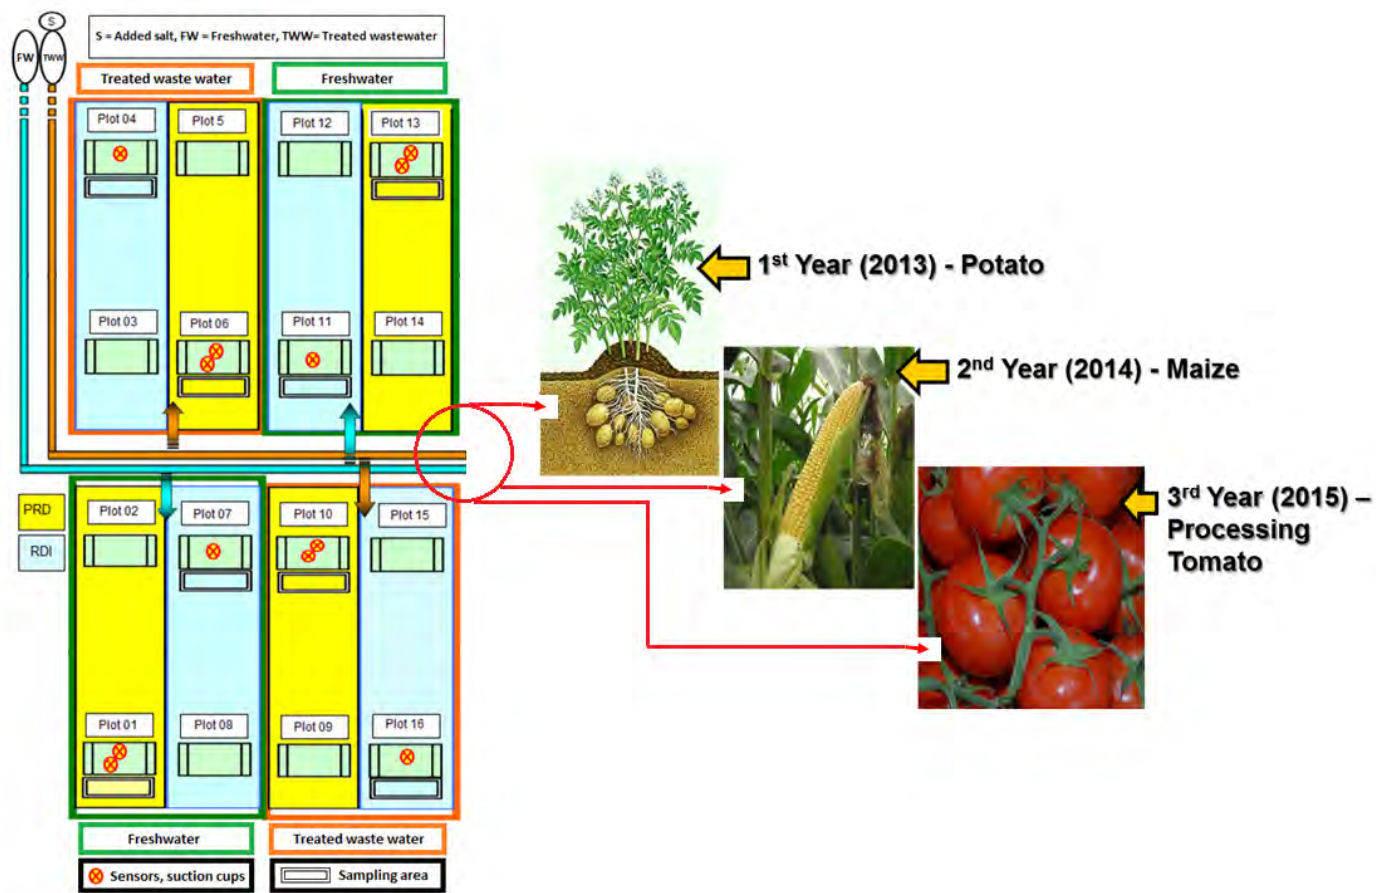 S
FW
TWW
S = Added salt, FW = Freshwater, TWW= Treated wastewater
Treated waste water
Freshwater
Plot 04
Plot 5
Plot 12
Plot 13
Plot 03
Plot 06
Plot 11
Plot 14
PRD
RDI
Plot 02
Plot 07
Plot 10
Plot 15
Plot 01
Plot 08
Plot 09
Plot 16
Freshwater
Treated waste water
Sensors, suction cups
Sampling area
1st Year (2013) - Potato
2nd Year (2014) - Maize
3rd Year (2015) –
Processing
Tomato